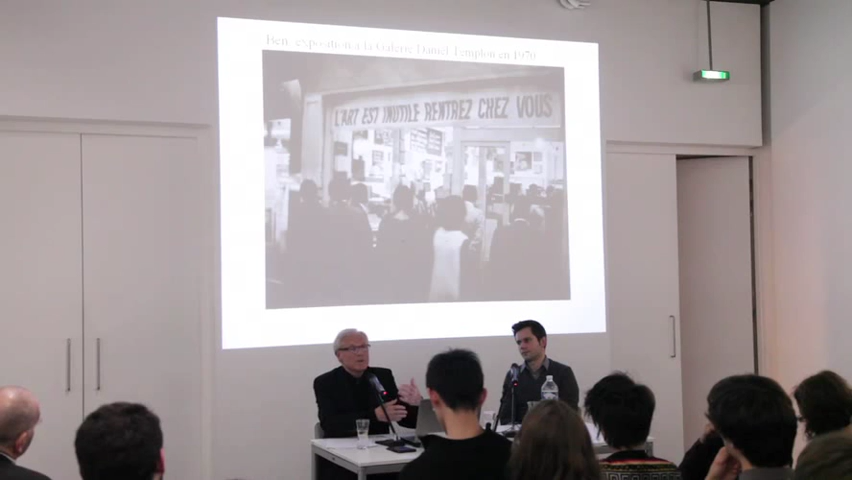 Ben, exposition à la Galerie Daniel Templon en 1970
L'ART EST INUTILE RENTREZ CHEZ VOUS